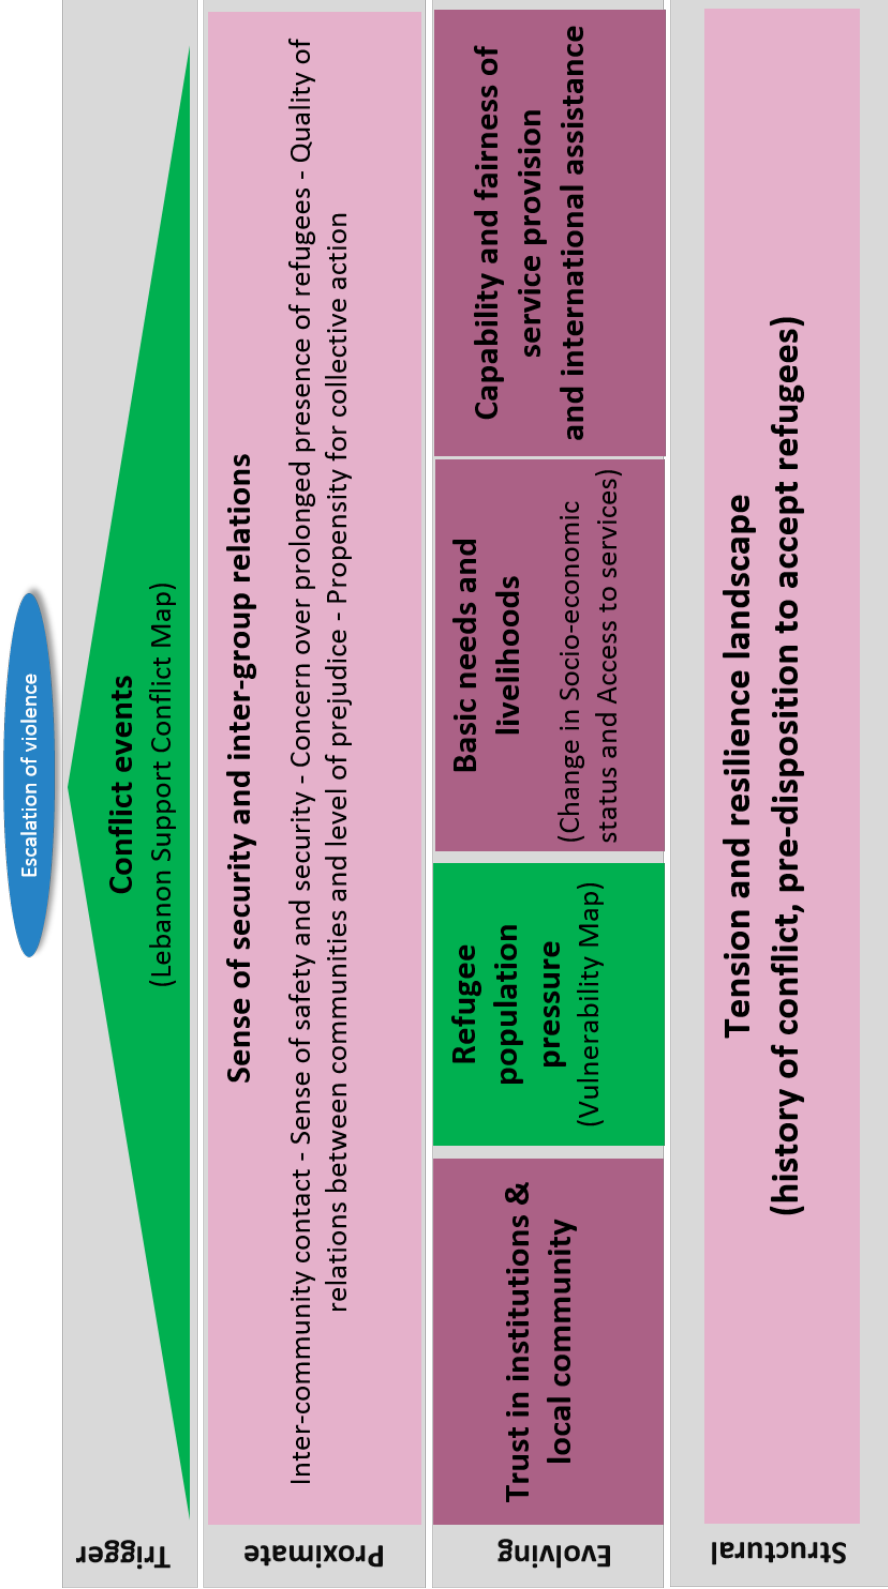 Escalation of violence
Trigger
Conflict events
(Lebanon Support Conflict Map)
Proximate
Sense of security and inter-group relations
Inter-community contact - Sense of safety and security - Concern over prolonged presence of refugees - Quality of
relations between communities and level of prejudice - Propensity for collective action
Evolving
Trust in institutions &
local community
Refugee
population
pressure
(Vulnerability Map)
Basic needs and
livelihoods
(Change in Socio-economic
status and Access to services)
Capability and fairness of
service provision
and international assistance
Structural
Tension and resilience landscape
(history of conflict, pre-disposition to accept refugees)